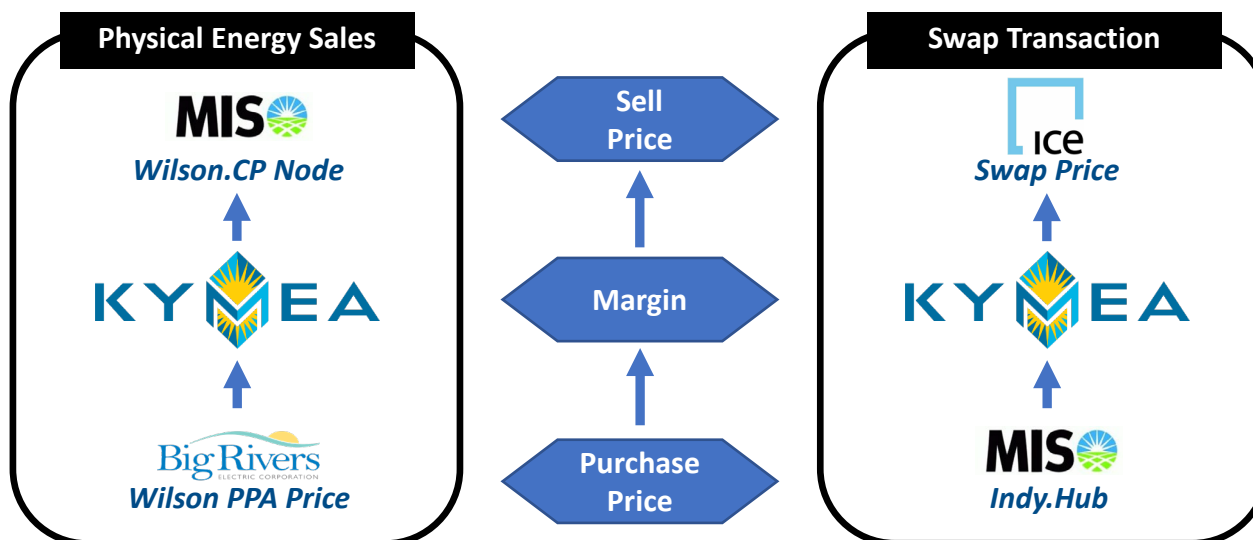 Physical Energy Sales
MISO
Wilson.CP Node
KYMEA
Big Rivers
ELECTRIC CORPORATION
Wilson PPA Price
Sell
Price
Margin
Purchase
Price
Swap Transaction
ice
Swap Price
KYMEA
MISO
Indy.Hub